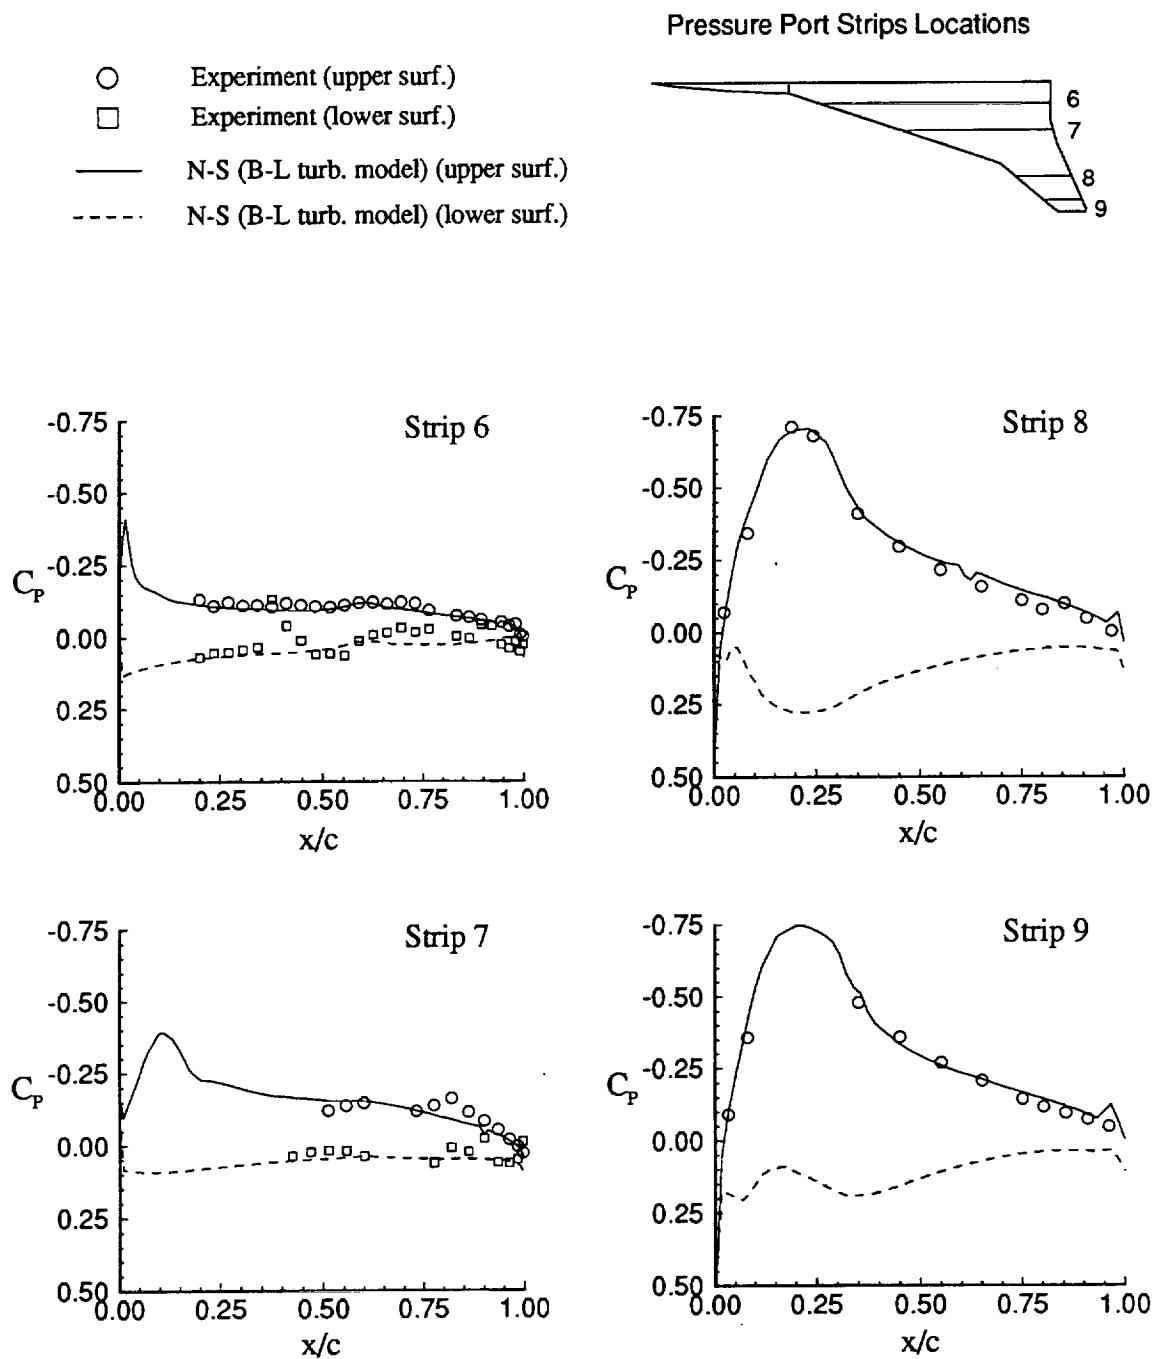 Pressure Port Strips Locations
Experiment (upper surf.)
Experiment (lower surf.)
N-S (B-L turb. model) (upper surf.)
N-S (B-L turb. model) (lower surf.)
6
7
8
9
Strip 6
-0.75
-0.50
-0.25
0.00
0.25
0.50
CP
0.00 0.25 0.50 0.75 1.00
x/c
Strip 8
-0.75
-0.50
-0.25
0.00
0.25
0.50
CP
0.00 0.25 0.50 0.75 1.00
x/c
Strip 7
-0.75
-0.50
-0.25
0.00
0.25
0.50
CP
0.00 0.25 0.50 0.75 1.00
x/c
Strip 9
-0.75
-0.50
-0.25
0.00
0.25
0.50
CP
0.00 0.25 0.50 0.75 1.00
x/c